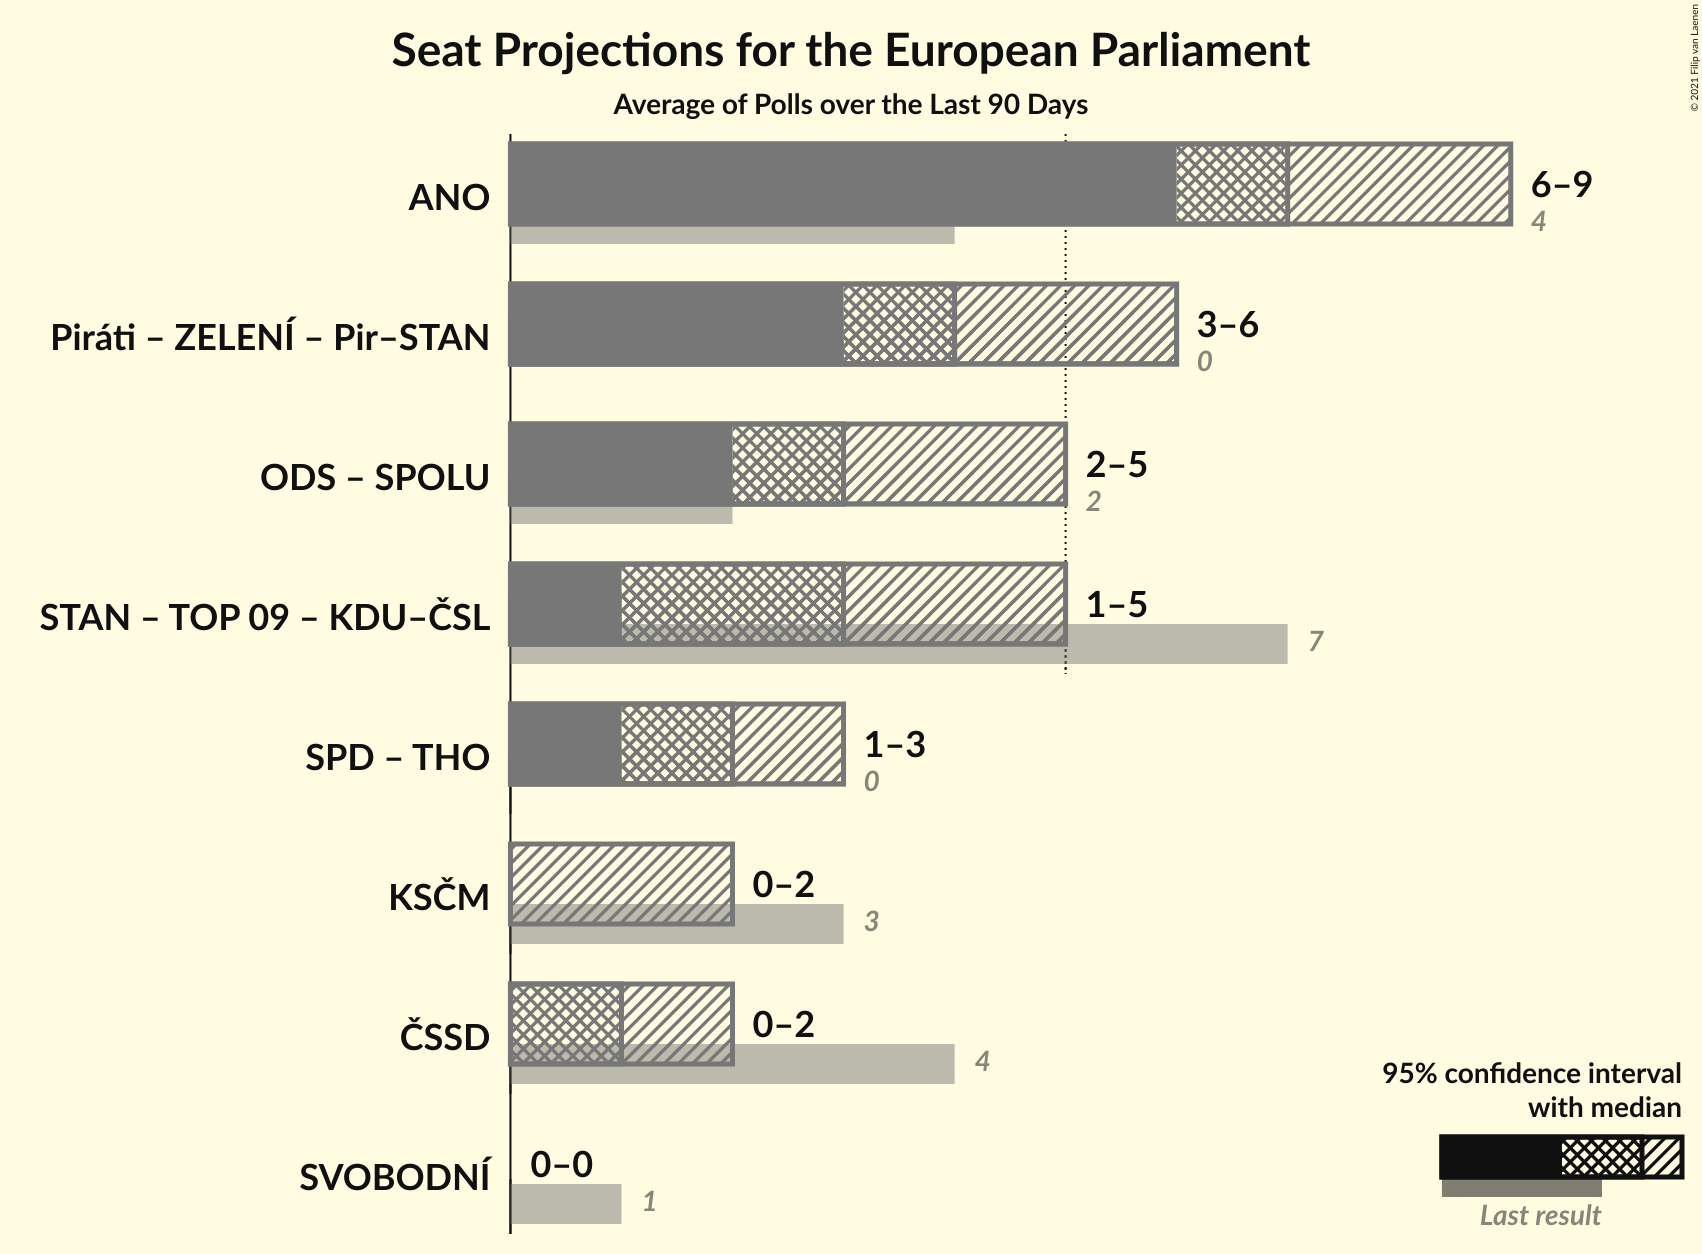 Seat Projections for the European Parliament
Average of Polls over the Last 90 Days
© 2021 Filip van Laenen
ANO
6–9
4
Piráti – ZELENÍ – Pir–STAN
3–6
0
ODS – SPOLU
2–5
2
STAN – TOP 09 – KDU–ČSL
1–5
7
SPD – THO
1–3
0
KSČM
0–2
3
ČSSD
0–2
4
SVOBODNÍ
0–0
1
95% confidence interval
with median
Last result